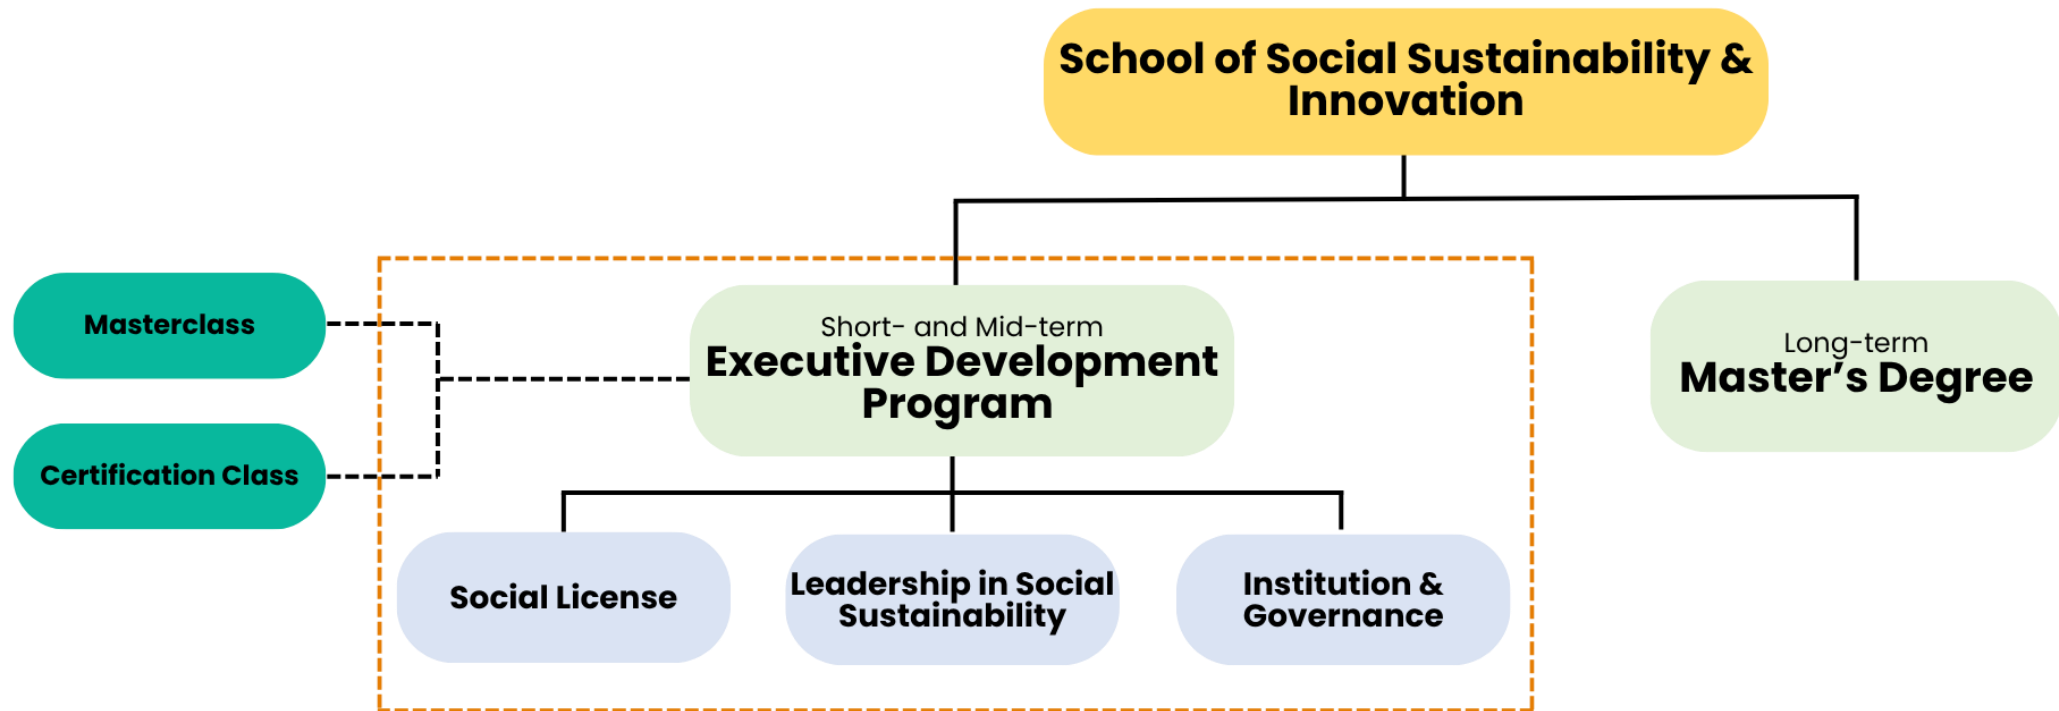 School of Social Sustainability &
Innovation
Masterclass
Certification Class
Short- and Mid-term
Executive Development
Program
Long-term
Master’s Degree
Social License
Leadership in Social
Sustainability
Institution &
Governance